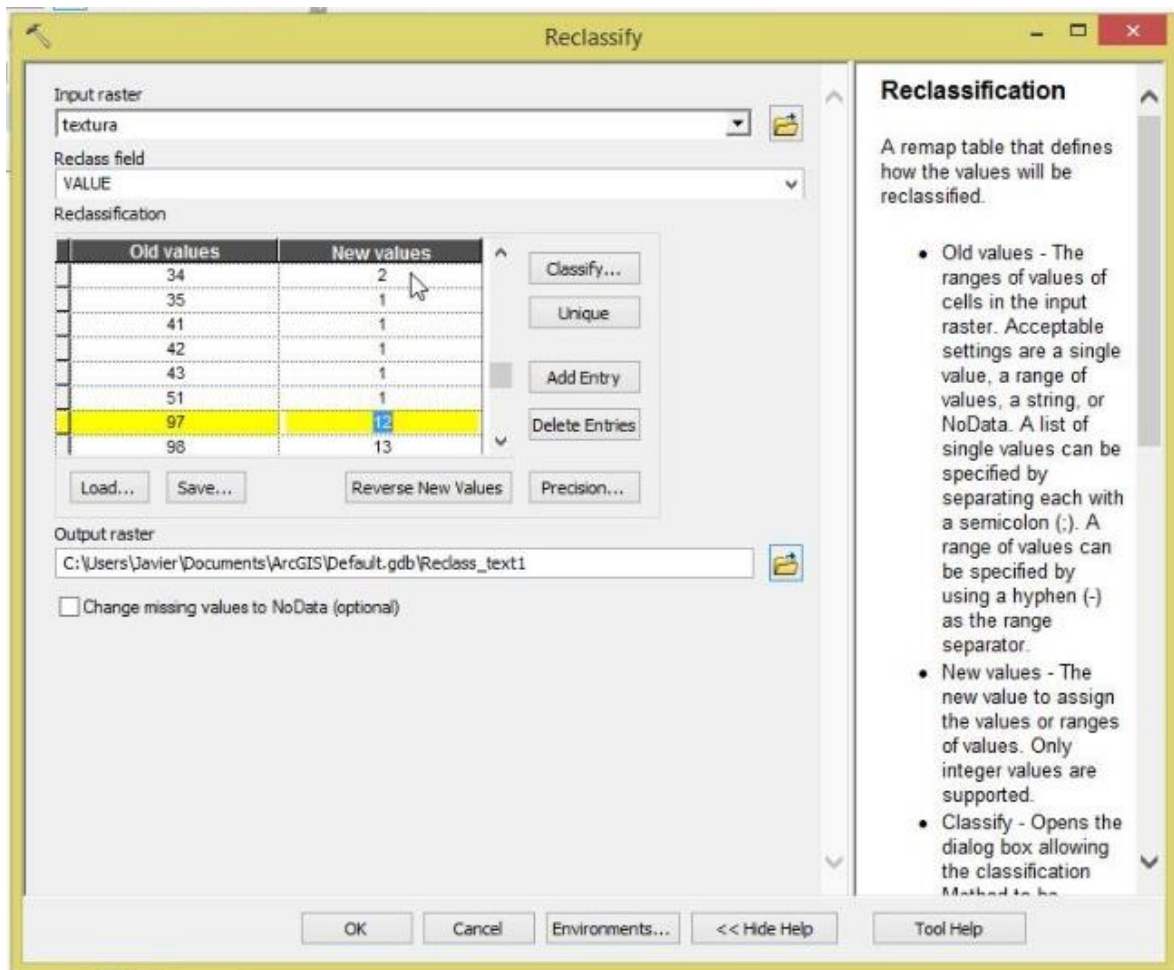 Reclassify
Input raster
textura
Reclass field
VALUE
Reclassification
Old values New values
34 2
35 1
41 1
42 1
43 1
51 1
97 12
98 13
Classify...
Unique
Add Entry
Delete Entries
Load... Save... Reverse New Values Precision...
Output raster
C:\Users\Javier\Documents\ArcGIS\Default.gdb\Reclass_text1
Change missing values to NoData (optional)
OK Cancel Environments... << Hide Help Tool Help
Reclassification
A remap table that defines
how the values will be
reclassified.
• Old values - The
ranges of values of
cells in the input
raster. Acceptable
settings are a single
value, a range of
values, a string, or
NoData. A list of
single values can be
specified by
separating each with
a semicolon (;). A
range of values can
be specified by
using a hyphen (-)
as the range
separator.
• New values - The
new value to assign
the values or ranges
of values. Only
integer values are
supported.
• Classify - Opens the
dialog box allowing
the classification
Method to be